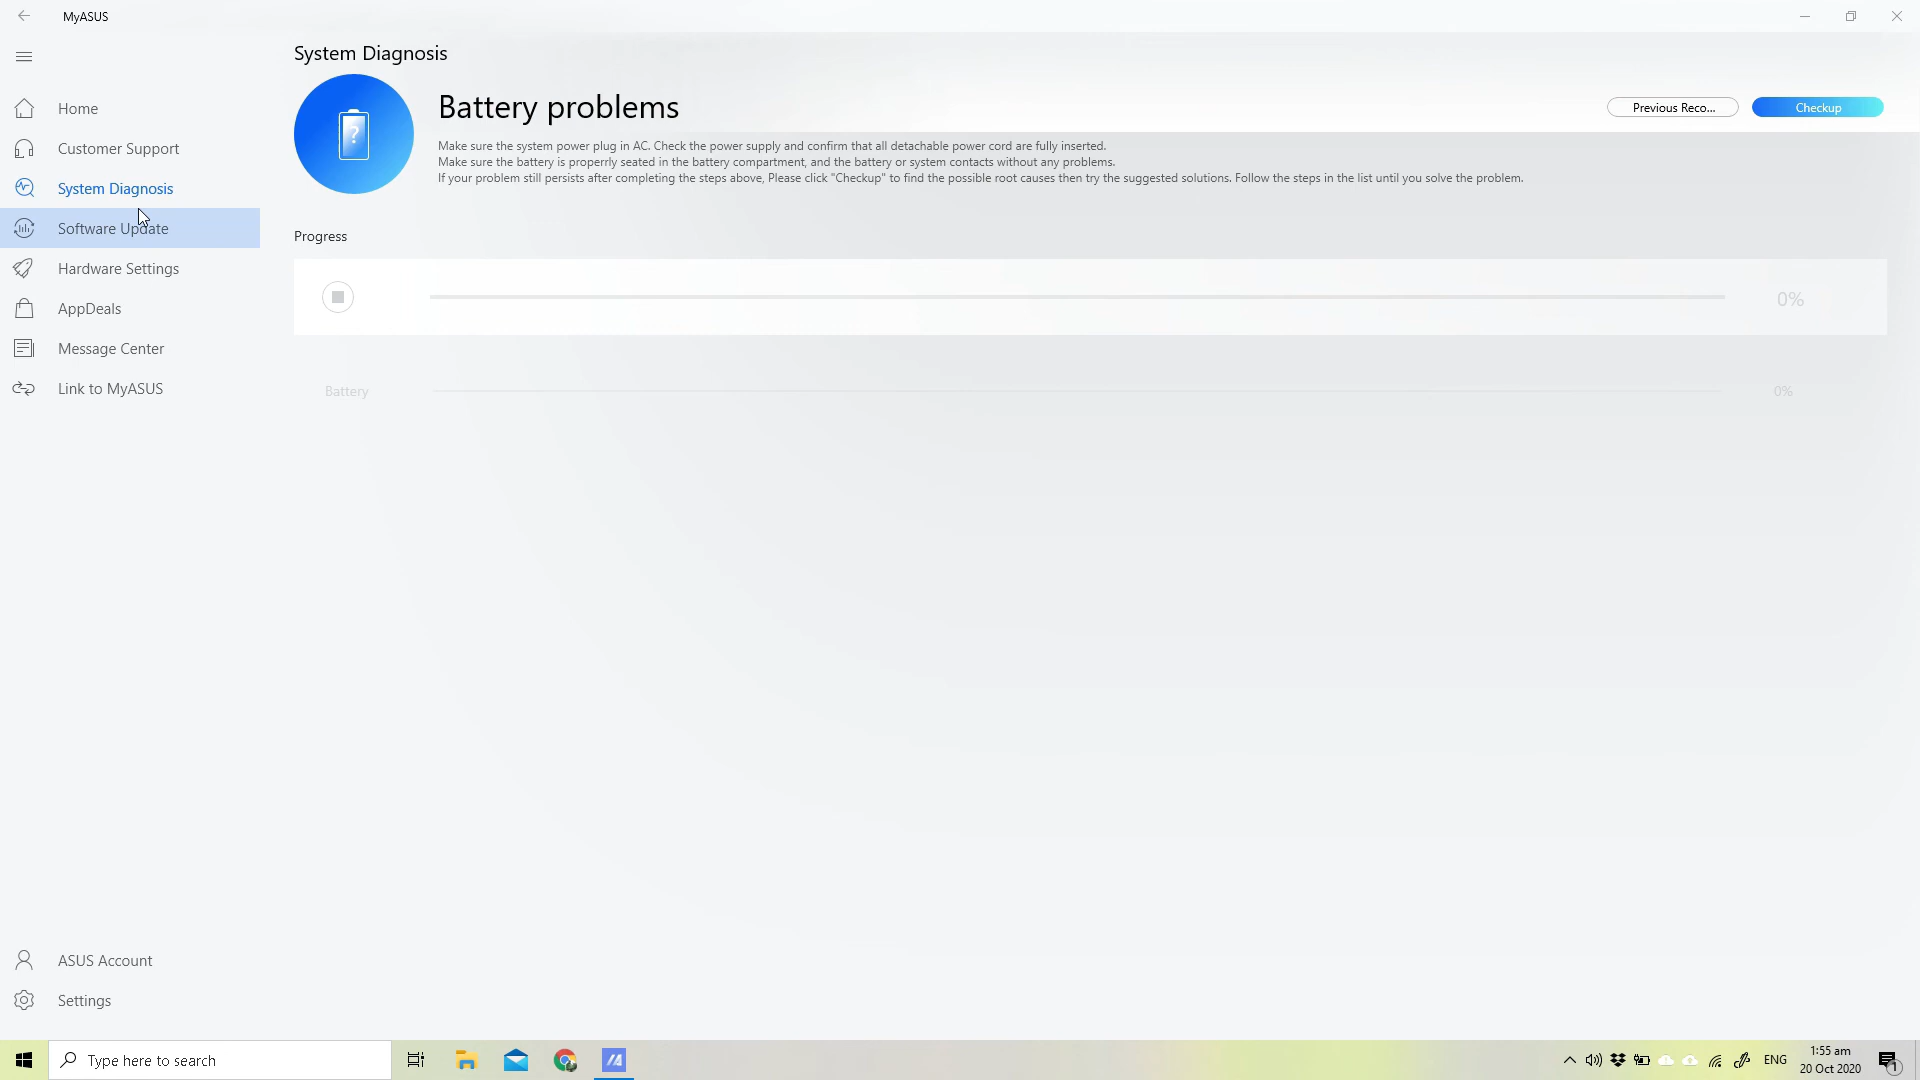 MyASUS
System Diagnosis
Battery problems
Previous Reco...
Checkup
Make sure the system power plug in AC. Check the power supply and confirm that all detachable power cord are fully inserted.
Make sure the battery is properrly seated in the battery compartment, and the battery or system contacts without any problems.
If your problem still persists after completing the steps above, Please click "Checkup" to find the possible root causes then try the suggested solutions. Follow the steps in the list until you solve the problem.
Home
Customer Support
System Diagnosis
Software Update
Hardware Settings
AppDeals
Message Center
Link to MyASUS
Progress
0%
Battery
0%
ASUS Account
Settings
Type here to search
ENG
1:55 am
20 Oct 2020
1